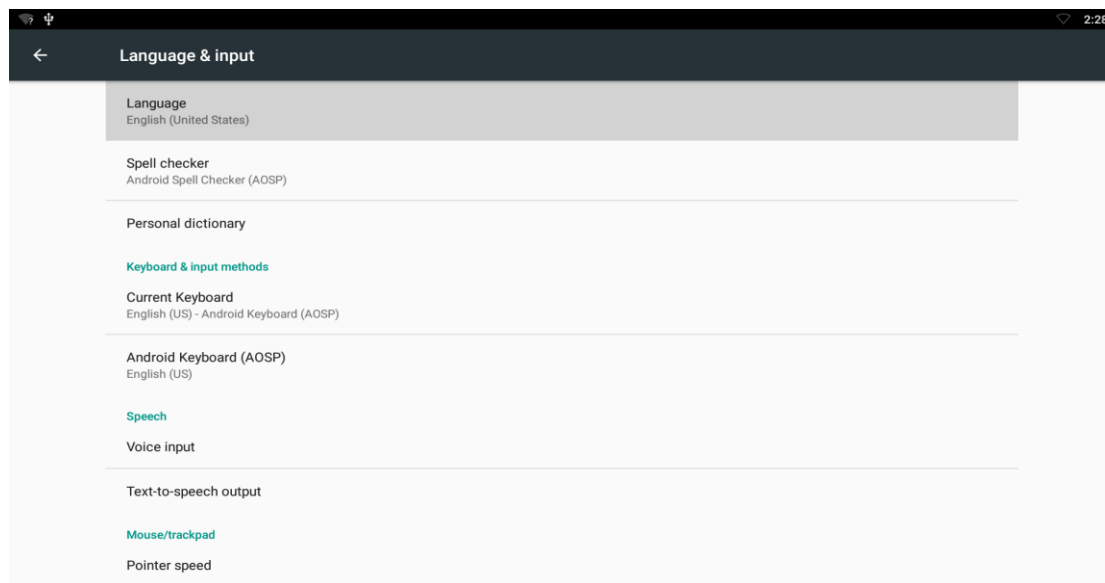 2:28
Language & input
Language
English (United States)
Spell checker
Android Spell Checker (AOSP)
Personal dictionary
Keyboard & input methods
Current Keyboard
English (US) - Android Keyboard (AOSP)
Android Keyboard (AOSP)
English (US)
Speech
Voice input
Text-to-speech output
Mouse/trackpad
Pointer speed